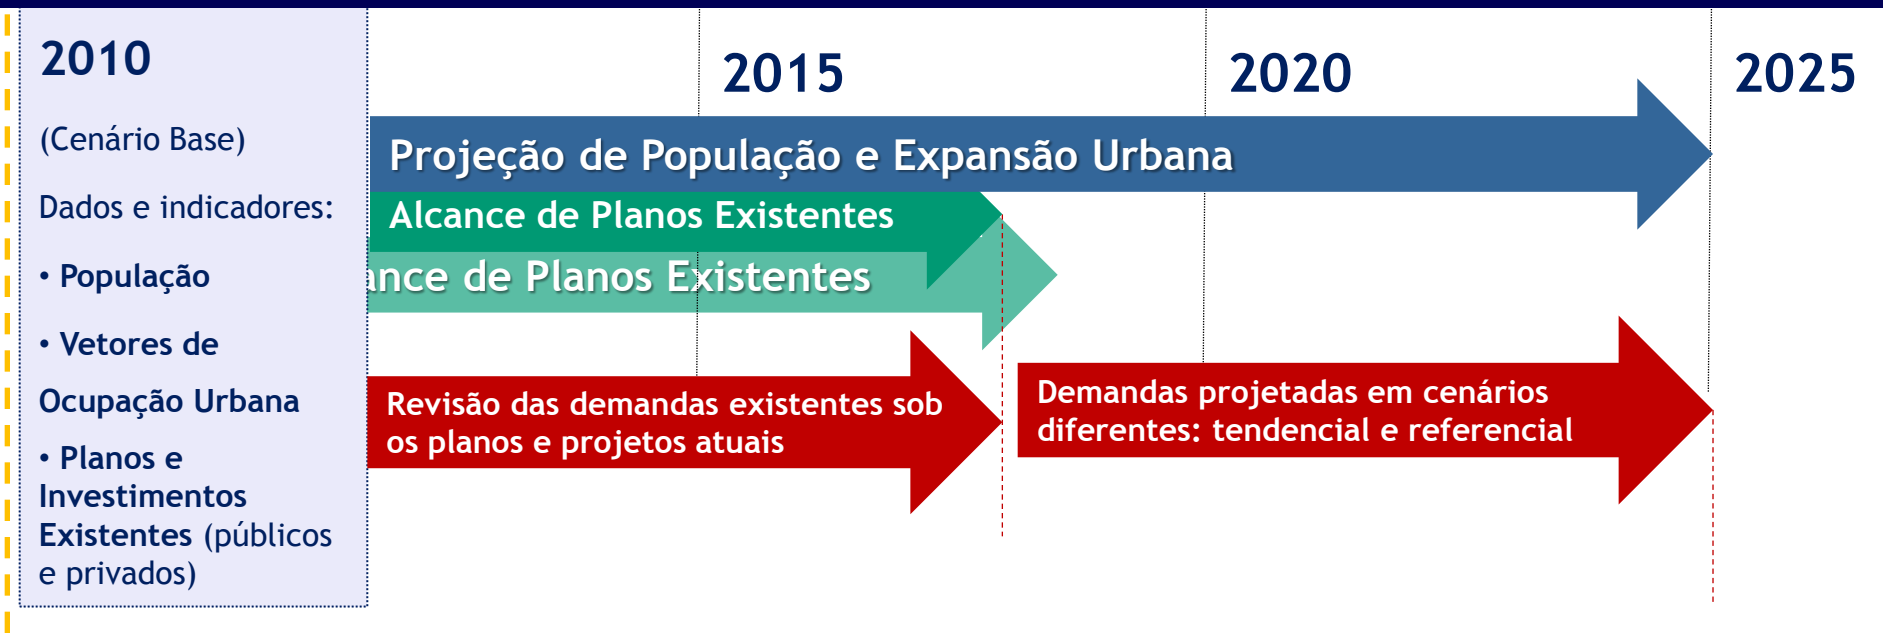 2010
(Cenário Base)
Dados e indicadores:
• População
• Vetores de
Ocupação Urbana
• Planos e
Investimentos
Existentes (públicos
e privados)
2015
2020
2025
Projeção de População e Expansão Urbana
Alcance de Planos Existentes
ance de Planos Existentes
Revisão das demandas existentes sob
os planos e projetos atuais
Demandas projetadas em cenários
diferentes: tendencial e referencial